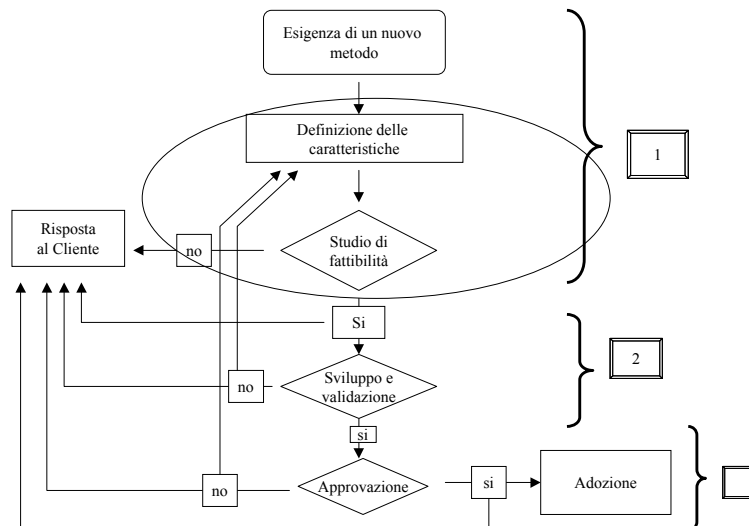 Esigenza di un nuovo
metodo
Definizione delle
caratteristiche
1
Risposta
al Cliente
no
Studio di
fattibilità
Si
2
no
Sviluppo e
validazione
si
no
Approvazione
si
Adozione